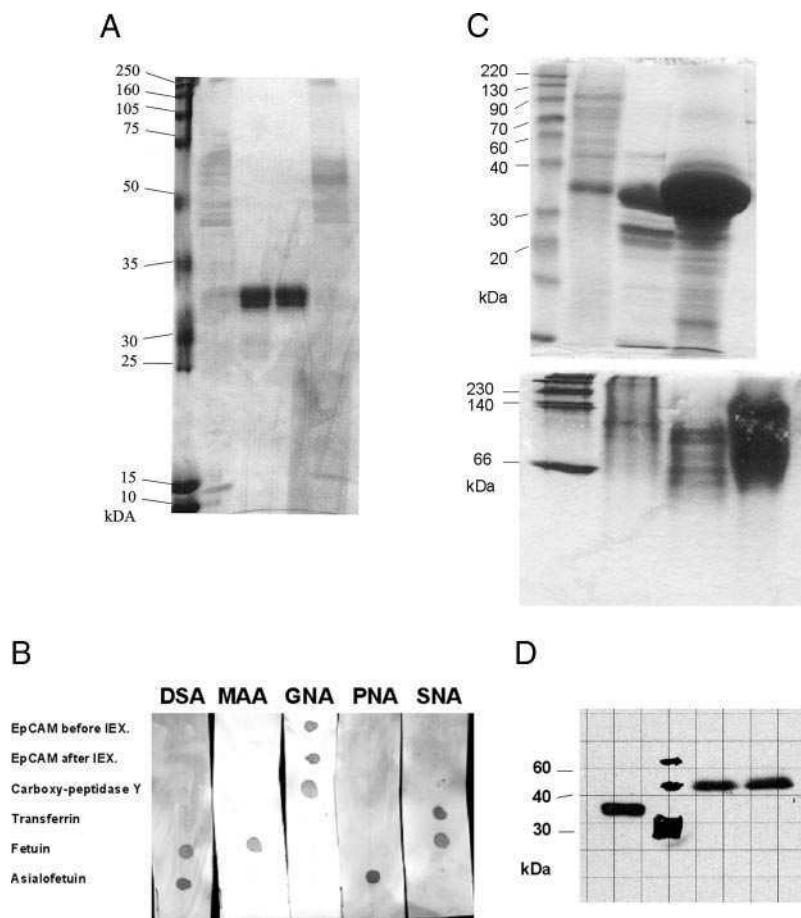 A
250
160
105
75
50
35
30
25
15
10
kDA
C
220
130
90
70
60
40
30
20
kDa
230
140
66
kDa
B
DSA MAA GNA PNA SNA
EpCAM before IEX.
EpCAM after IEX.
Carboxy-peptidase Y
Transferrin
Fetuin
Asialofetuin
D
60
40
30
kDa